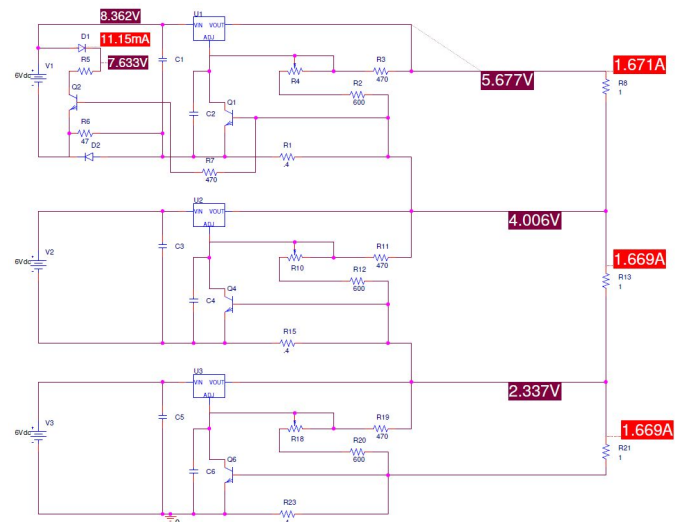 8.362V
U1
VIN VOUT
ADJ
D1
11.15mA
R5
7.633V
V1
6Vdc
Q2
C1
R4
R3
470
5.677V
1.671A
R8
1
R2
600
R6
47
C2
Q1
D2
R7
470
R1
.4
U2
VIN VOUT
ADJ
4.006V
V2
6Vdc
C3
R10
R11
470
1.669A
R13
1
R12
600
C4
Q4
R15
.4
U3
VIN VOUT
ADJ
2.337V
V3
6Vdc
C5
R18
R19
470
1.669A
R21
1
R20
600
C6
Q6
R23